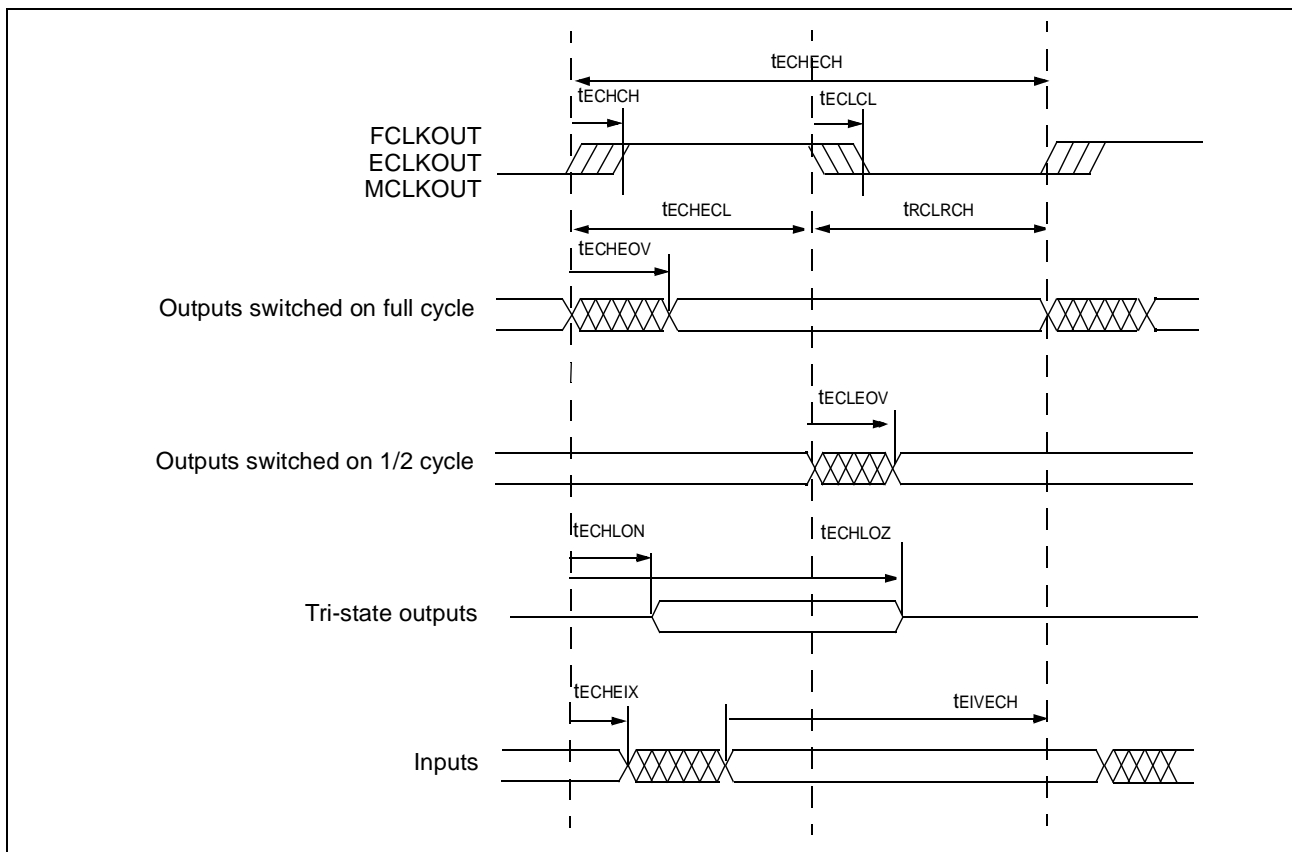 tECHECH
tECHCH
tECLCL
FCLKOUT
ECLKOUT
MCLKOUT
tECHECL
tRCLRCH
tECHEOV
Outputs switched on full cycle
tECLEOV
Outputs switched on 1/2 cycle
tECHLON
tECHLOZ
Tri-state outputs
tECHEIX
tEIVECH
Inputs